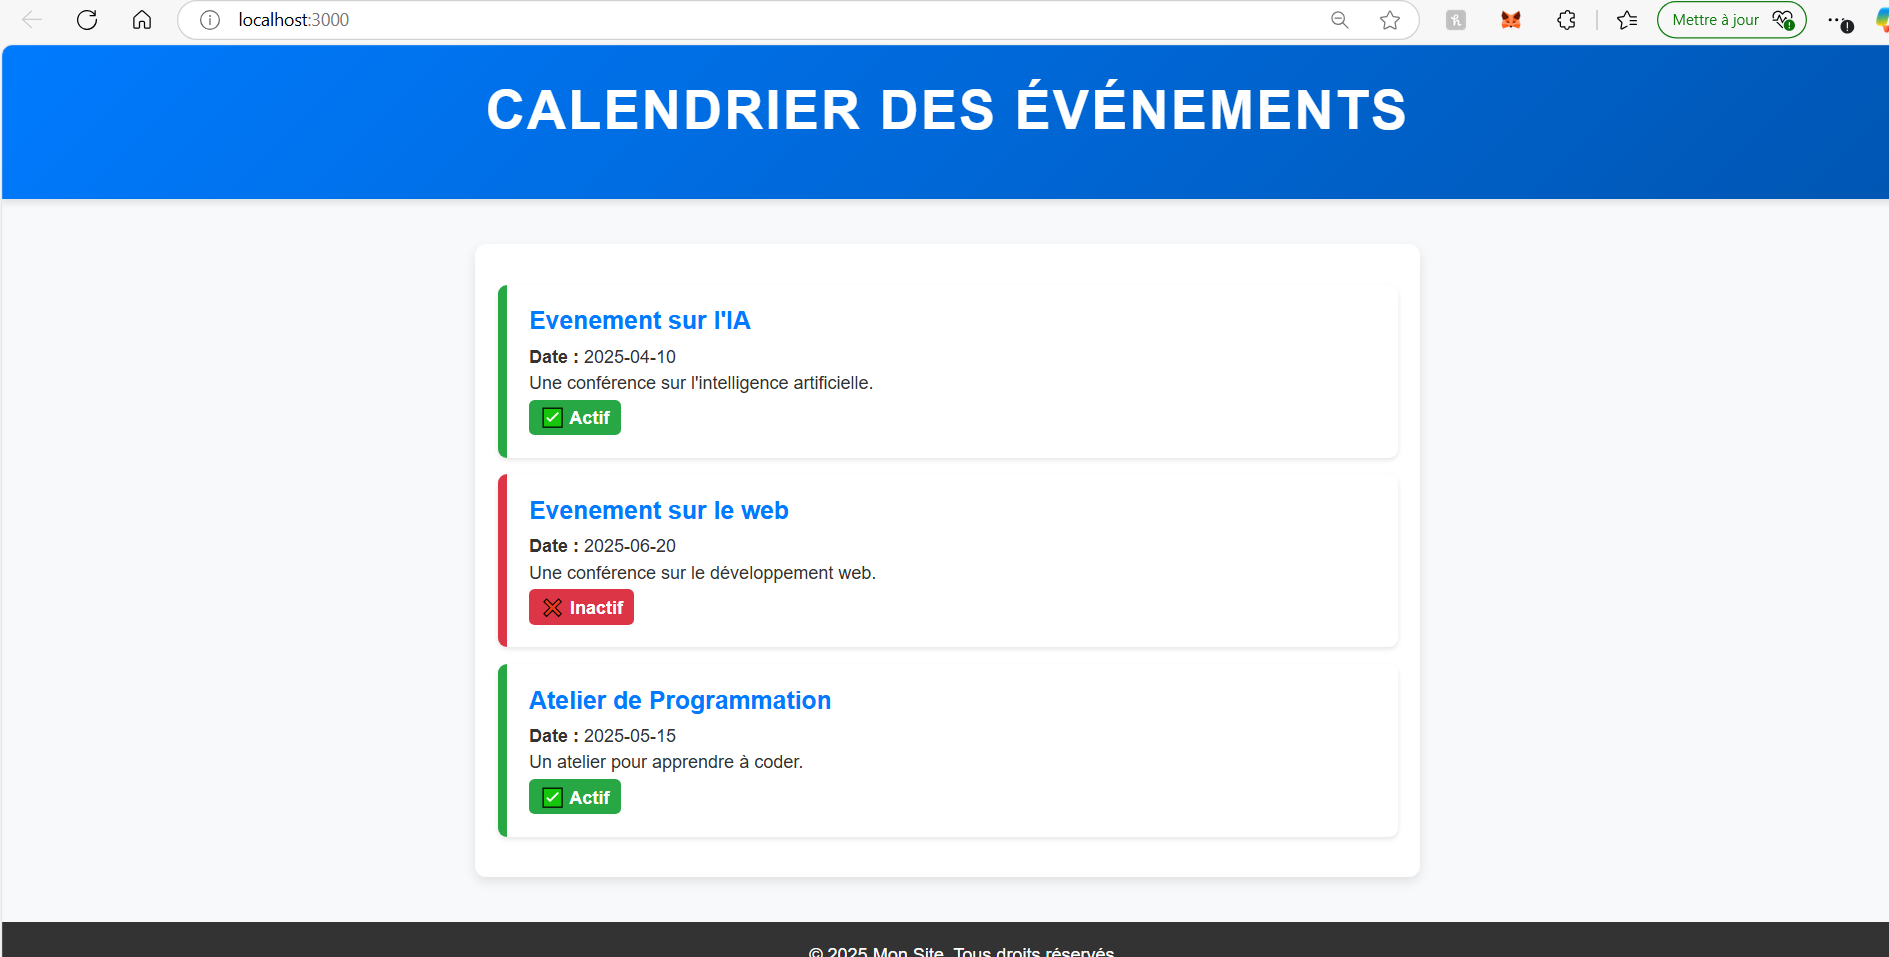 localhost:3000
Mettre à jour
CALENDRIER DES ÉVÉNEMENTS
Evenement sur l'IA
Date : 2025-04-10
Une conférence sur l'intelligence artificielle.
✅ Actif
Evenement sur le web
Date : 2025-06-20
Une conférence sur le développement web.
❌ Inactif
Atelier de Programmation
Date : 2025-05-15
Un atelier pour apprendre à coder.
✅ Actif
© 2025 Mon Site. Tous droits réservés